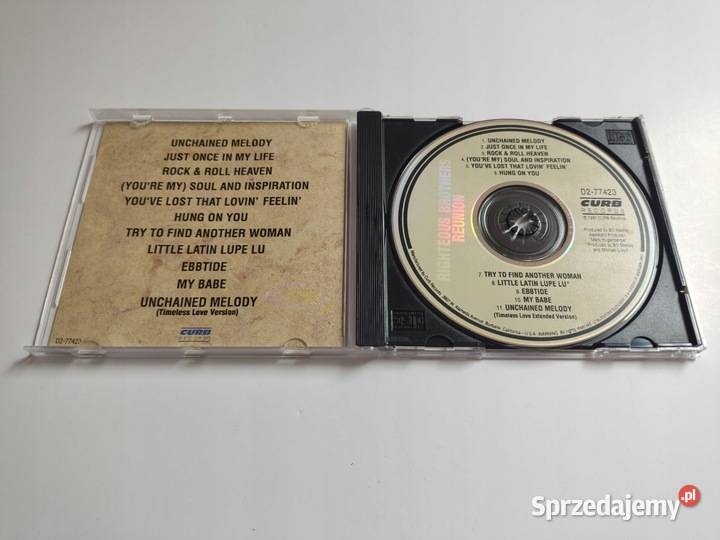 UNCHAINED MELODY
JUST ONCE IN MY LIFE
ROCK & ROLL HEAVEN
(YOU'RE MY) SOUL AND INSPIRATION
YOU'VE LOST THAT LOVIN' FEELIN'
HUNG ON YOU
TRY TO FIND ANOTHER WOMAN
LITTLE LATIN LUPE LU
EBBTIDE
MY BABE
UNCHAINED MELODY
(Timeless Love Version)
CURB
RECORDS
D2-77423
1. UNCHAINED MELODY
2. JUST ONCE IN MY LIFE
3. ROCK & ROLL HEAVEN
4. (YOU'RE MY) SOUL AND INSPIRATION
5. YOU'VE LOST THAT LOVIN' FEELIN'
6. HUNG ON YOU
RIGHTEOUS BROTHERS
REUNION
D2-77423
CURB
RECORDS
7. TRY TO FIND ANOTHER WOMAN
8. LITTLE LATIN LUPE LU
9. EBBTIDE
10. MY BABE
11. UNCHAINED MELODY
(Timeless Love Extended Version)
Sprzedajemy.pl